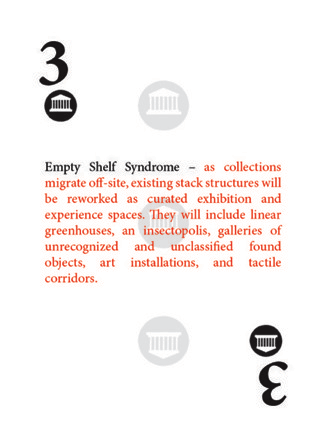 3
Empty Shelf Syndrome – as collections
migrate off-site, existing stack structures will
be reworked as curated exhibition and
experience spaces. They will include linear
greenhouses, an insectopolis, galleries of
unrecognized and unclassified found
objects, art installations, and tactile
corridors.
3